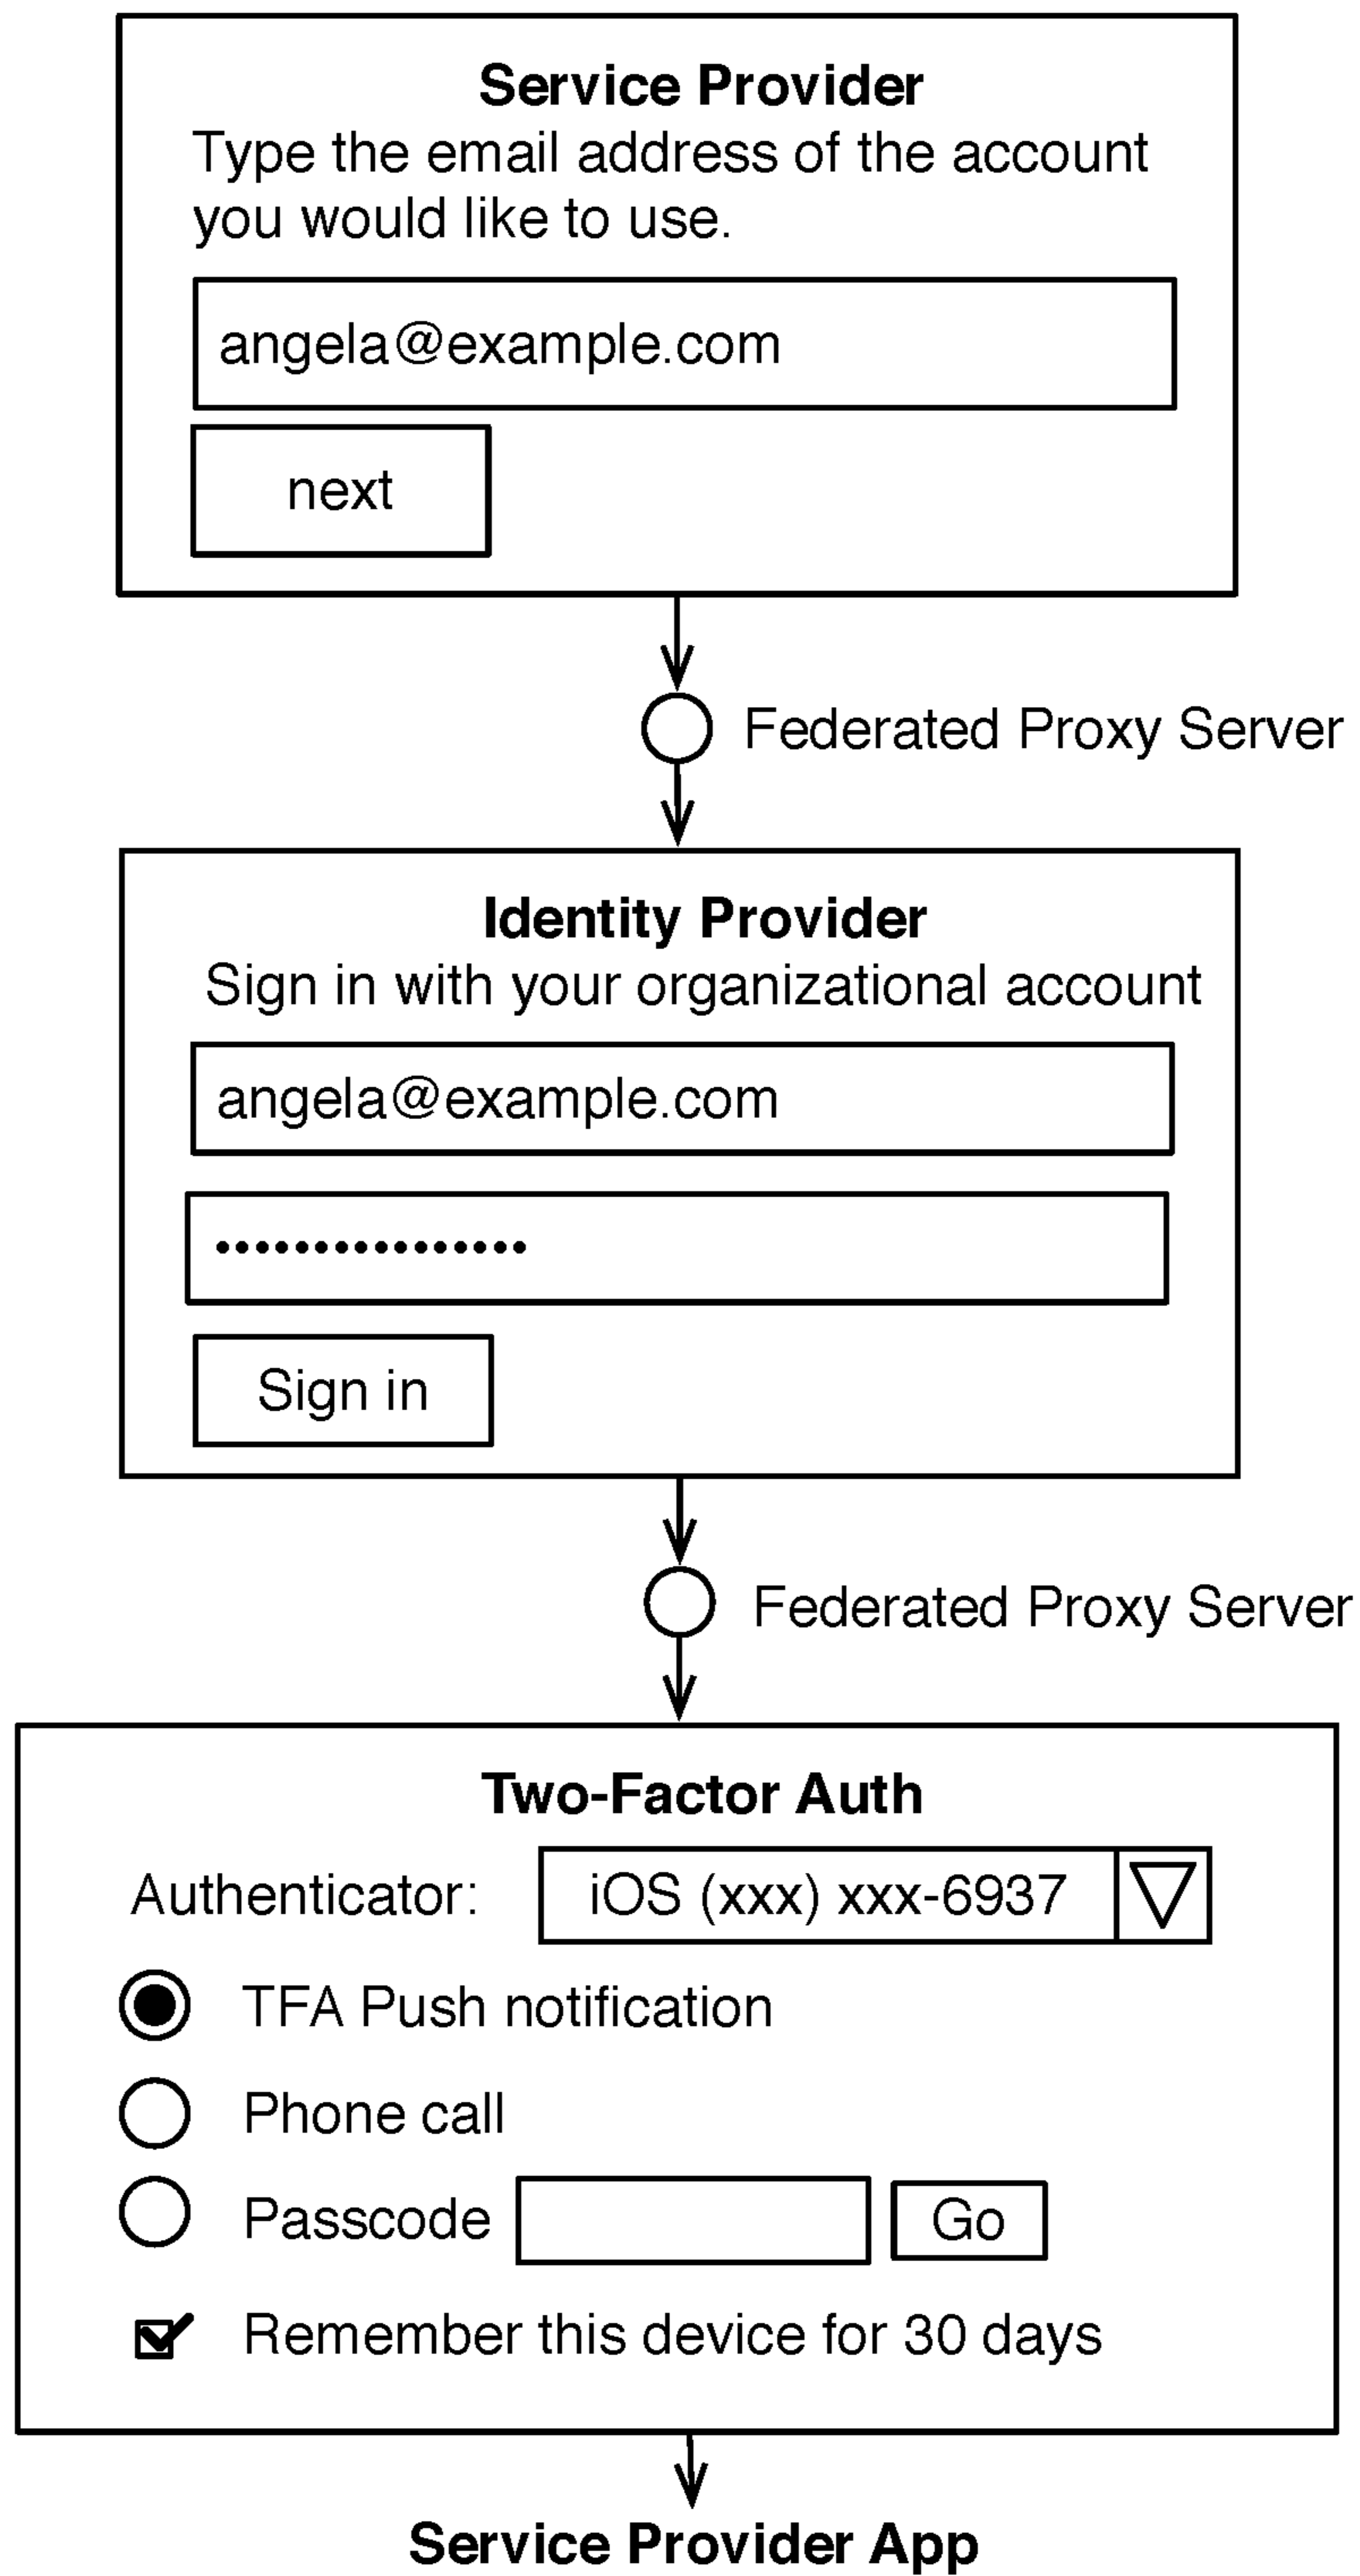 Service Provider
Type the email address of the account
you would like to use.
angela@example.com
next
Federated Proxy Server
Identity Provider
Sign in with your organizational account
angela@example.com
••••••••••••••••
Sign in
Federated Proxy Server
Two-Factor Auth
Authenticator: iOS (xxx) xxx-6937
TFA Push notification
Phone call
Passcode Go
Remember this device for 30 days
Service Provider App